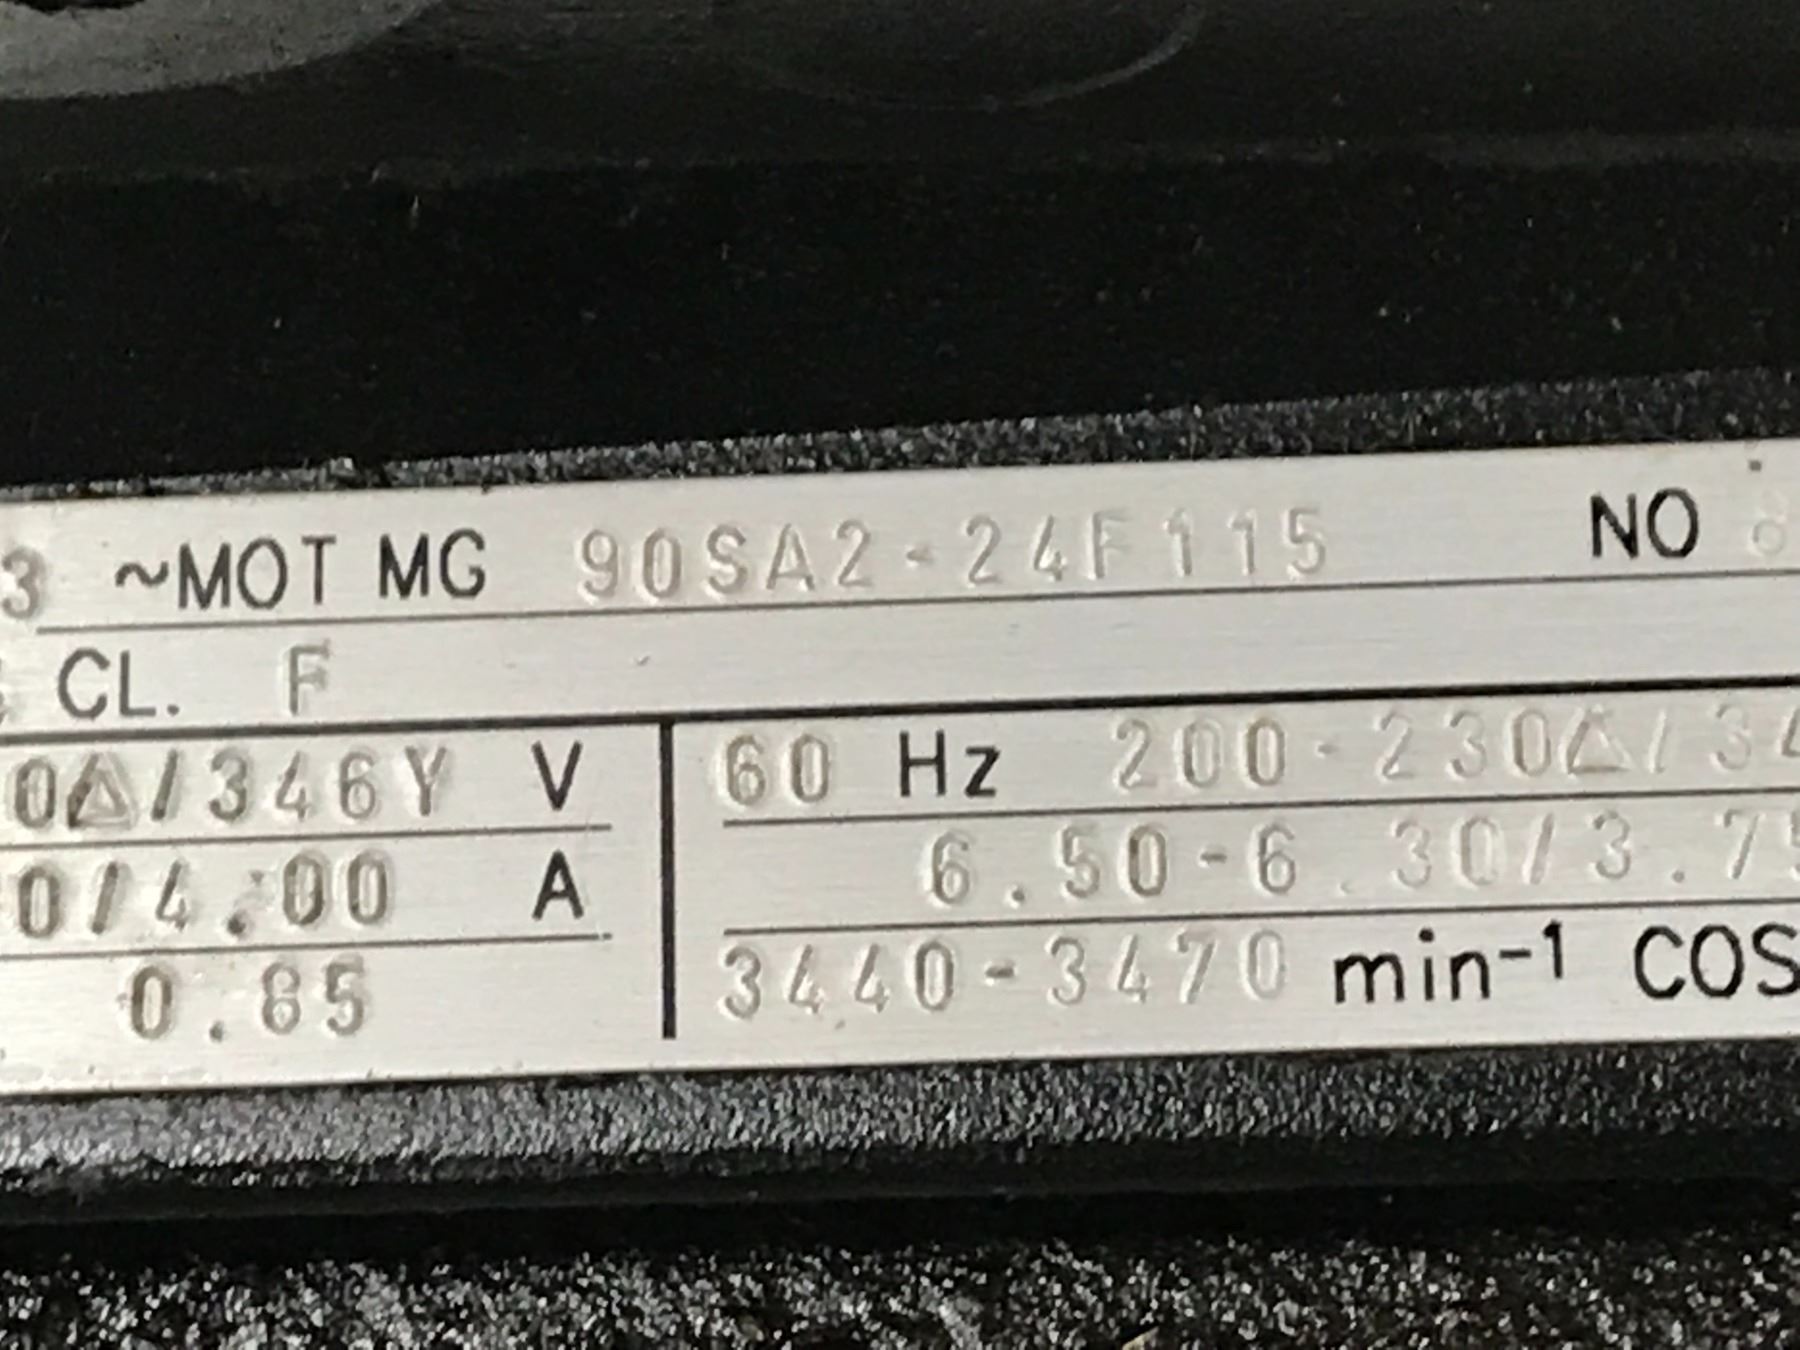 3 ~MOT MG 90SA2-24F115 NO
CL. F
0△/346Y V 60 Hz 200-230△/34
0/4.00 A 6.50-6.30/3.75
0.85 3440-3470 min-1 COS